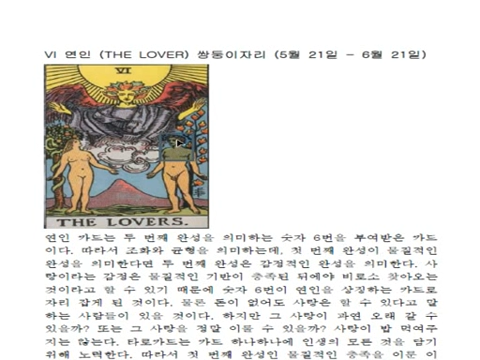 VI 연인 (THE LOVER) 쌍둥이자리 (5월 21일 - 6월 21일)
VI
THE LOVERS.
연인 카드는 두 번째 완성을 의미하는 숫자 6번을 부여받은 카드
이다. 따라서 조화와 균형을 의미하는데, 첫 번째 완성이 물질적인
완성을 의미한다면 두 번째 완성은 감정적인 완성을 의미한다. 사
랑이라는 감정은 물질적인 기반이 충족된 뒤에야 비로소 찾아오는
것이라고 할 수 있기 때문에 숫자 6번이 연인을 상징하는 카드로
자리 잡게 된 것이다. 물론 돈이 없어도 사랑은 할 수 있다고 말
하는 사람들이 있을 것이다. 하지만 그 사랑이 과연 오래 갈 수
있을까? 또는 그 사랑을 정말 이룰 수 있을까? 사랑이 밥 먹여주
지는 않는다. 타로카드는 카드 하나하나에 인생의 모든 것을 담기
위해 노력한다. 따라서 첫 번째 완성인 물질적인 충족을 이룬 이